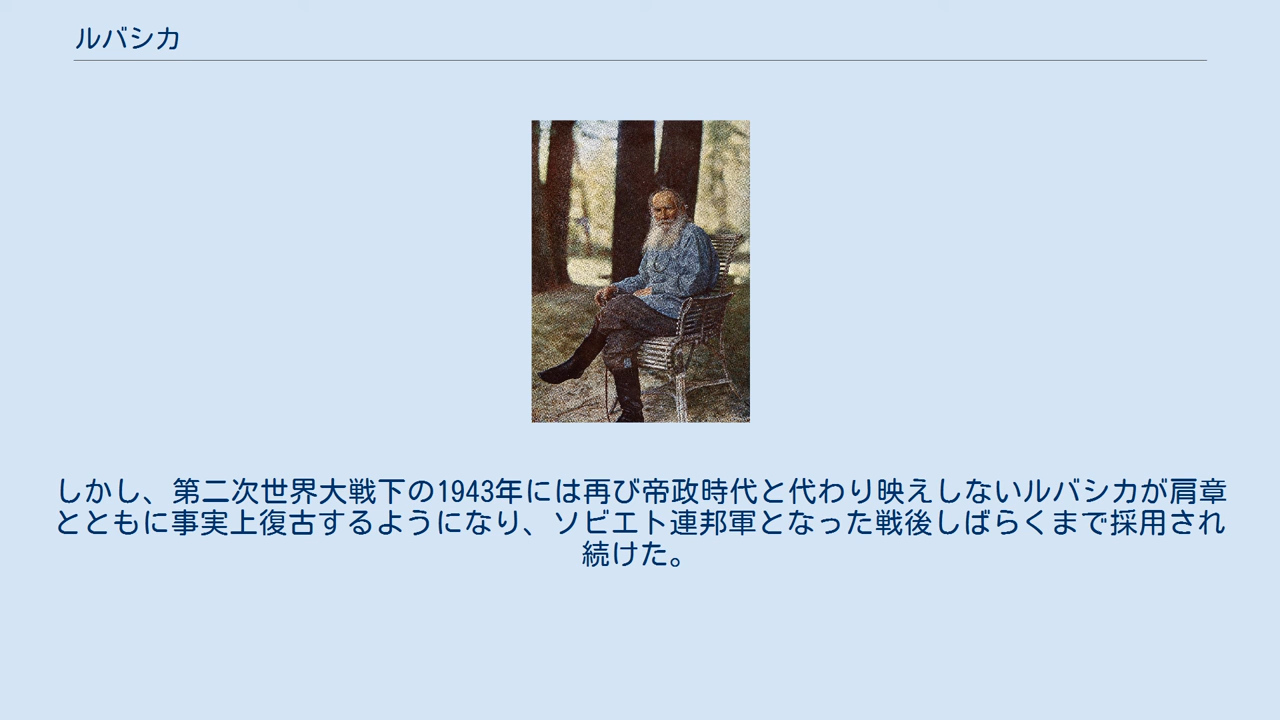 ルバシカ
しかし、第二次世界大戦下の1943年には再び帝政時代と代わり映えしないルバシカが肩章
とともに事実上復古するようになり、ソビエト連邦軍となった戦後しばらくまで採用され
続けた。